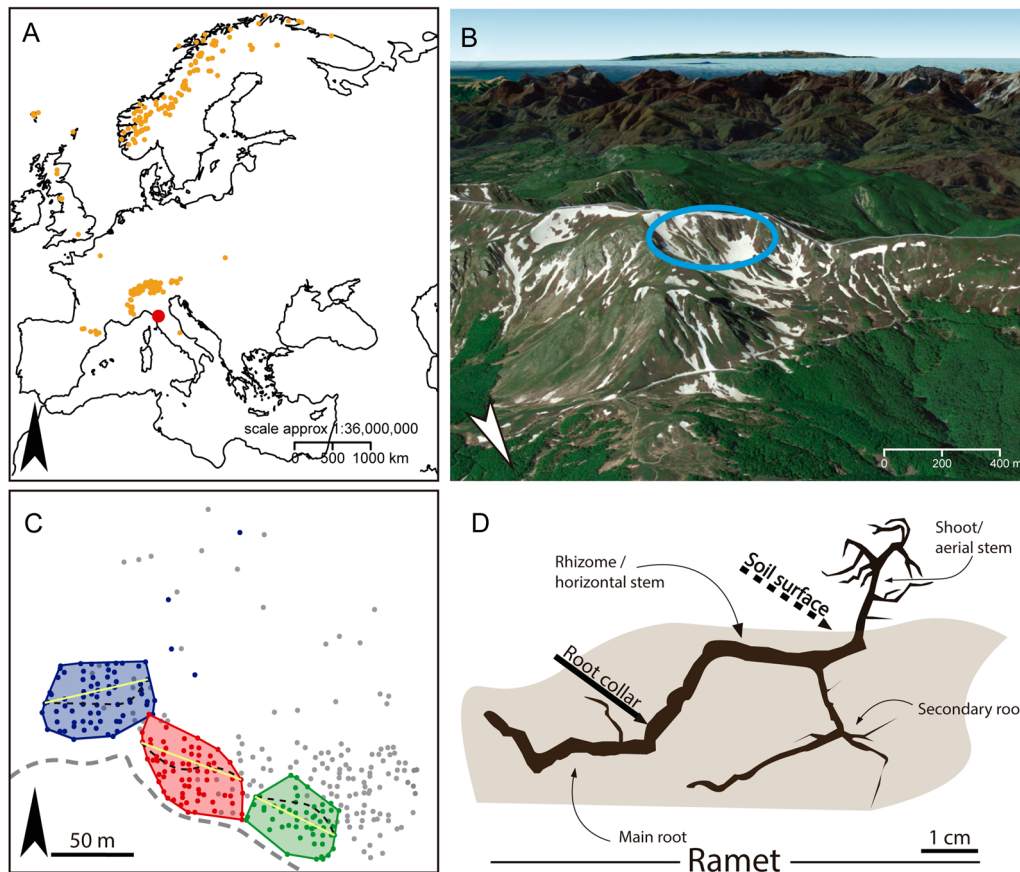 A
scale approx 1:36,000,000
0 500 1000 km
B
0 200 400 m
C
50 m
D
Shoot/
aerial stem
Rhizome /
horizontal stem
Soil surface
Root collar
Secondary roo
Main root
1 cm
Ramet